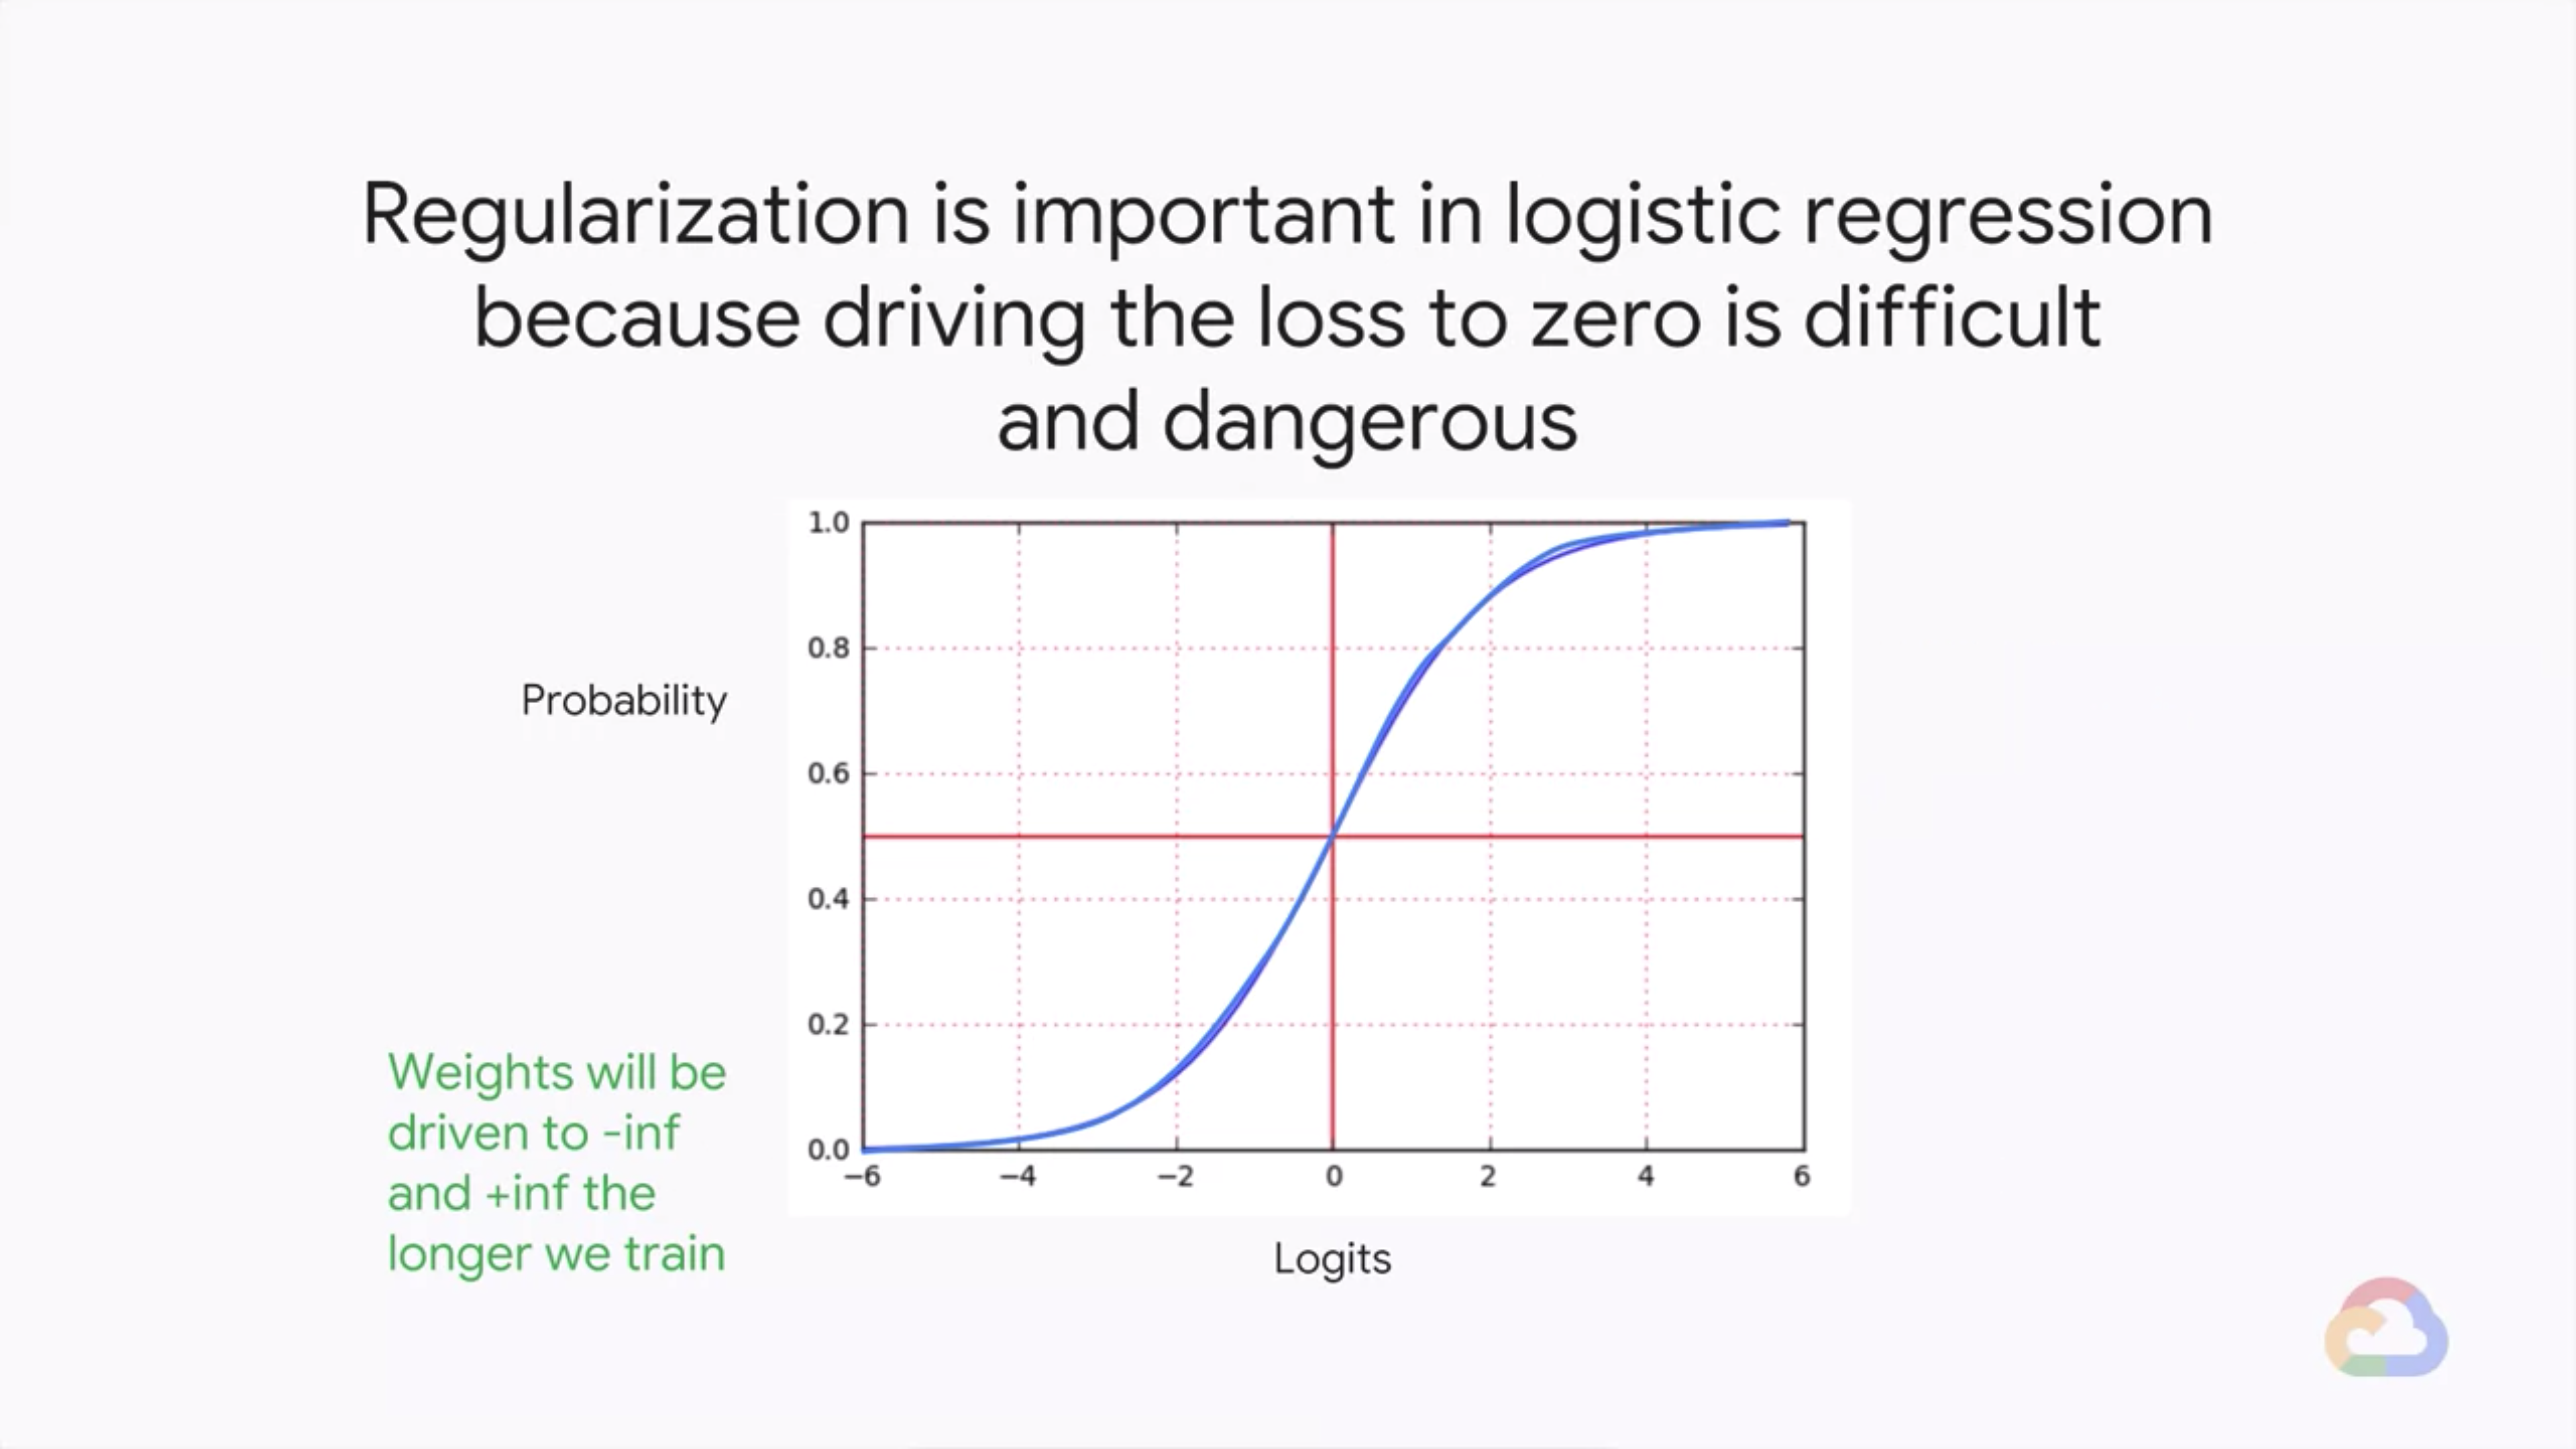 Regularization is important in logistic regression
because driving the loss to zero is difficult
and dangerous
1.0
0.8
0.6
0.4
0.2
0.0
−6
−4
−2
0
2
4
6
Probability
Logits
Weights will be
driven to -inf
and +inf the
longer we train